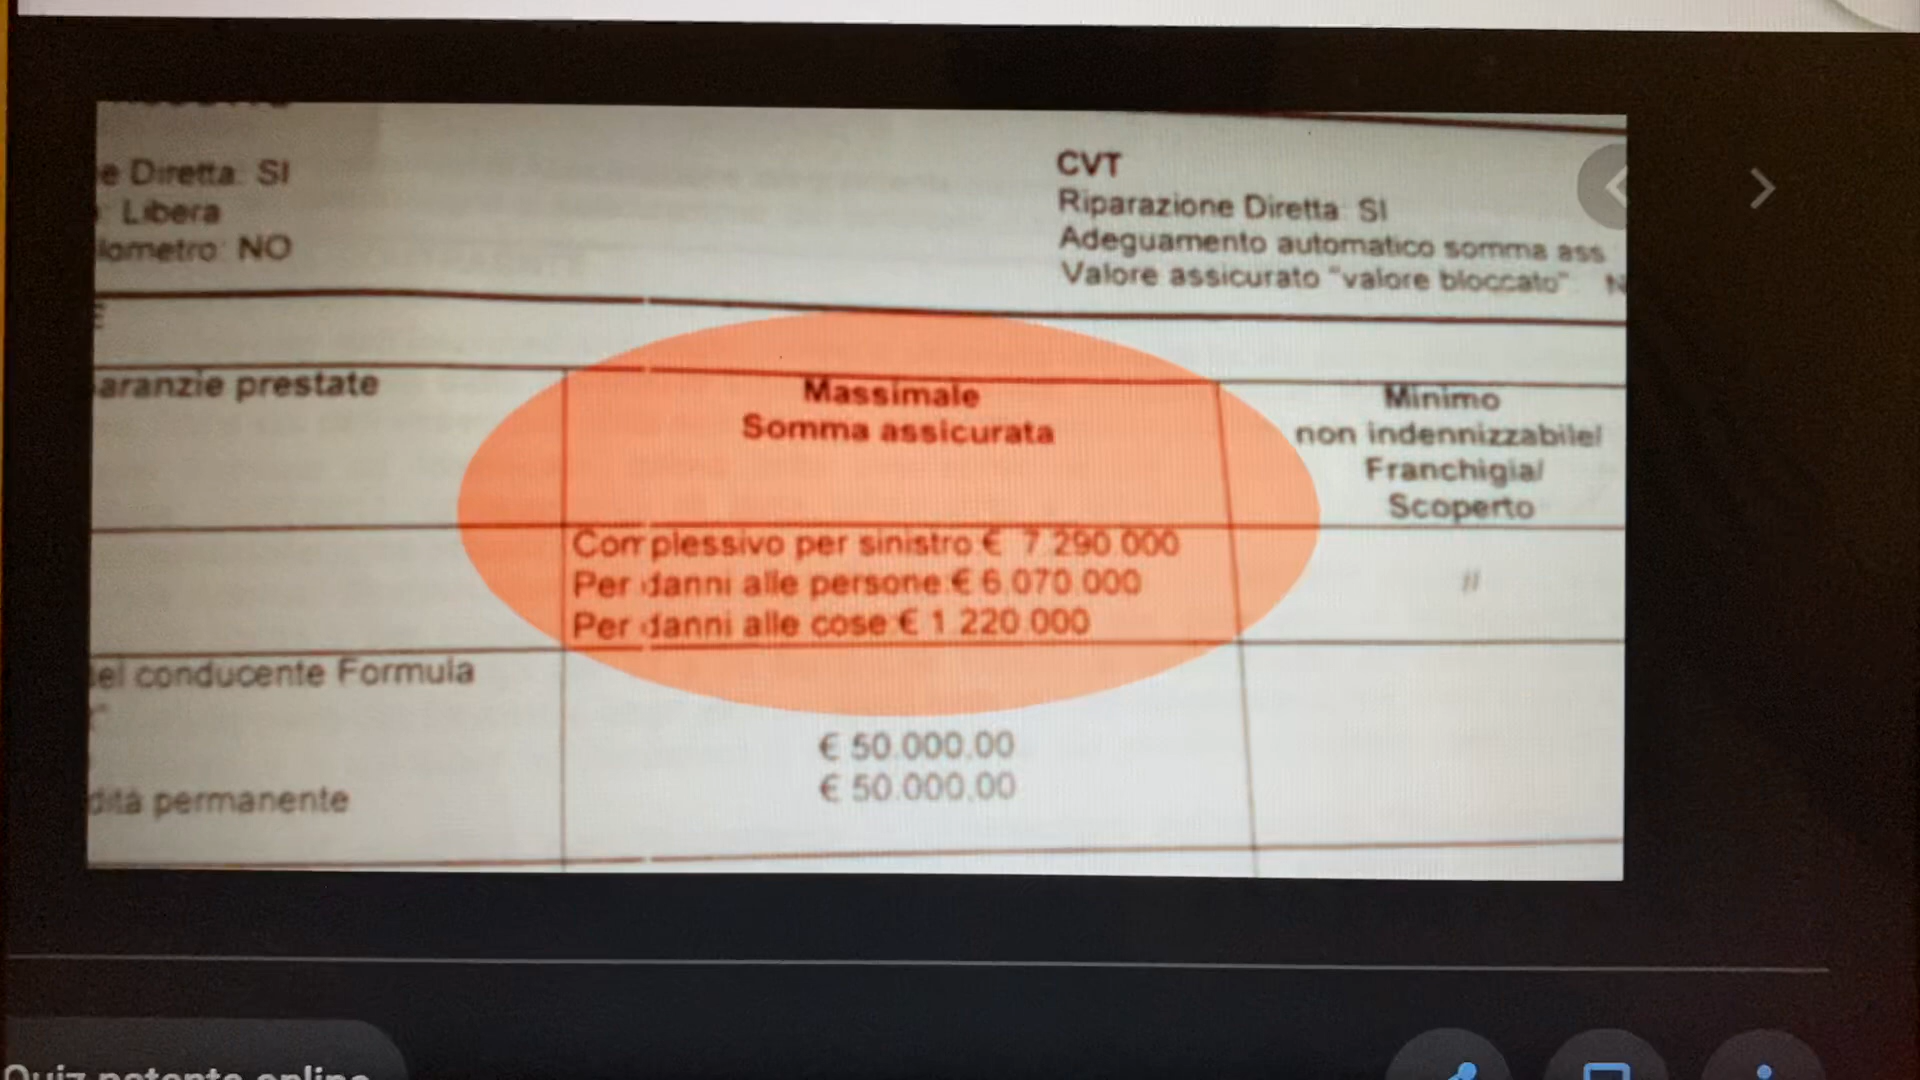 e Diretta: SI
Libera
lometro: NO
CVT
Riparazione Diretta: SI
Adeguamento automatico somma ass
Valore assicurato "valore bloccato": N
E
aranzie prestate
Massimale
Somma assicurata
Minimo
non indennizzabile/
Franchigia/
Scoperto
Complessivo per sinistro € 7.290.000
Per danni alle persone € 6.070.000
Per danni alle cose € 1.220.000
//
el conducente Formula
€ 50.000,00
€ 50.000,00
dità permanente
Quiz patente online